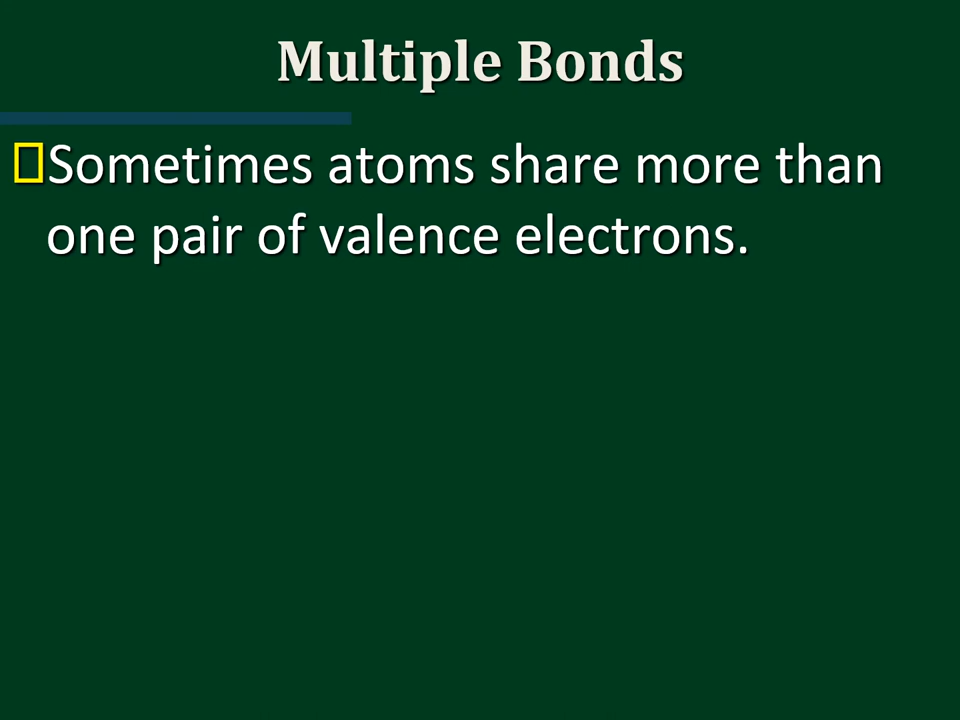 Multiple Bonds
Sometimes atoms share more than
one pair of valence electrons.